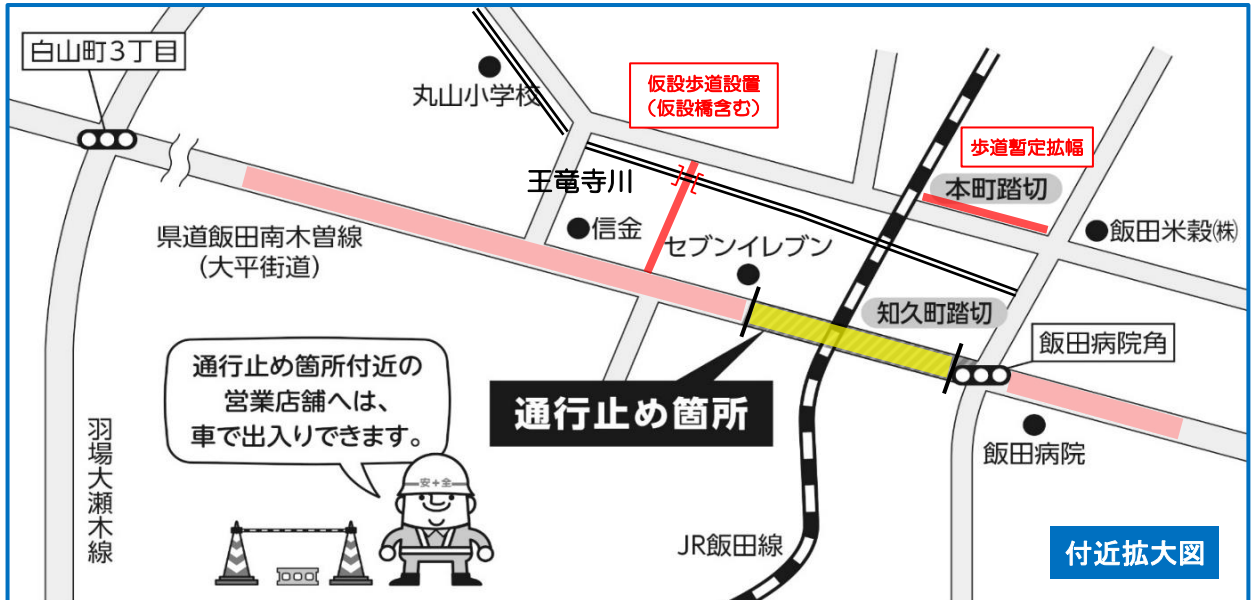 白山町3丁目
丸山小学校
仮設歩道設置
（仮設橋含む）
歩道暫定拡幅
本町踏切
王竜寺川
信金
飯田米穀㈱
県道飯田南木曽線
（大平街道）
セブンイレブン
知久町踏切
飯田病院角
通行止め箇所付近の
営業店舗へは、
車で出入りできます。
通行止め箇所
飯田病院
羽場大瀬木線
安+全
JR飯田線
付近拡大図